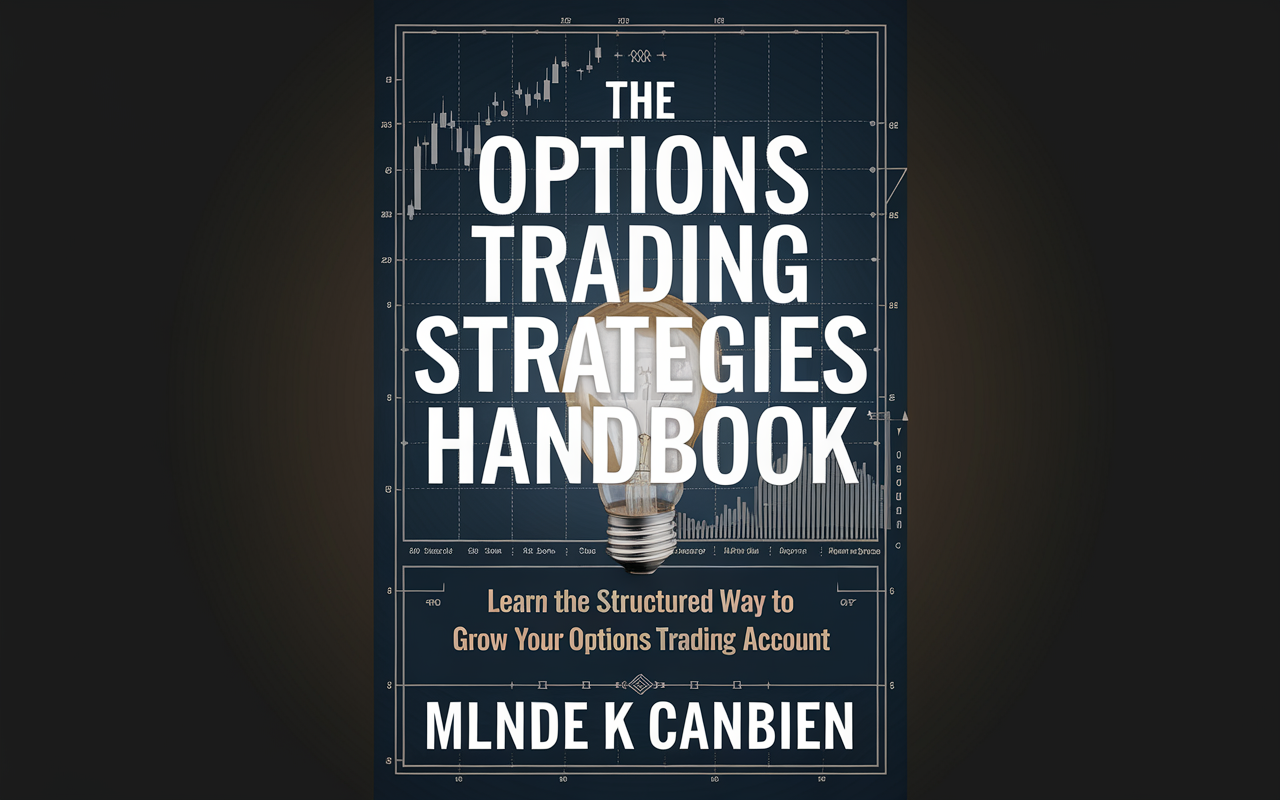 THE
OPTIONS
TRADING
STRATEGIES
HANDBOOK
Learn the Structured Way to
Grow Your Options Trading Account
MLNDE K CANBIEN